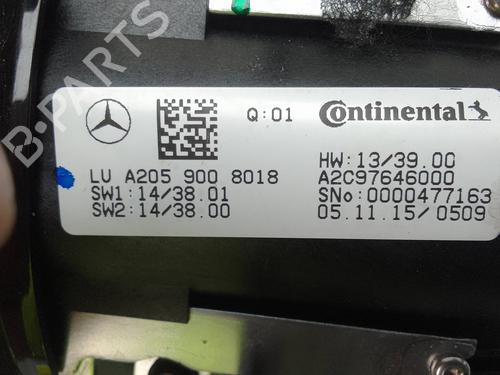 B-PARTS
Q:01
Continental
LU A205 900 8018
SW1:14/38.01
SW2:14/38.00
HW:13/39.00
A2C97646000
SNo:0000477163
05.11.15/0509